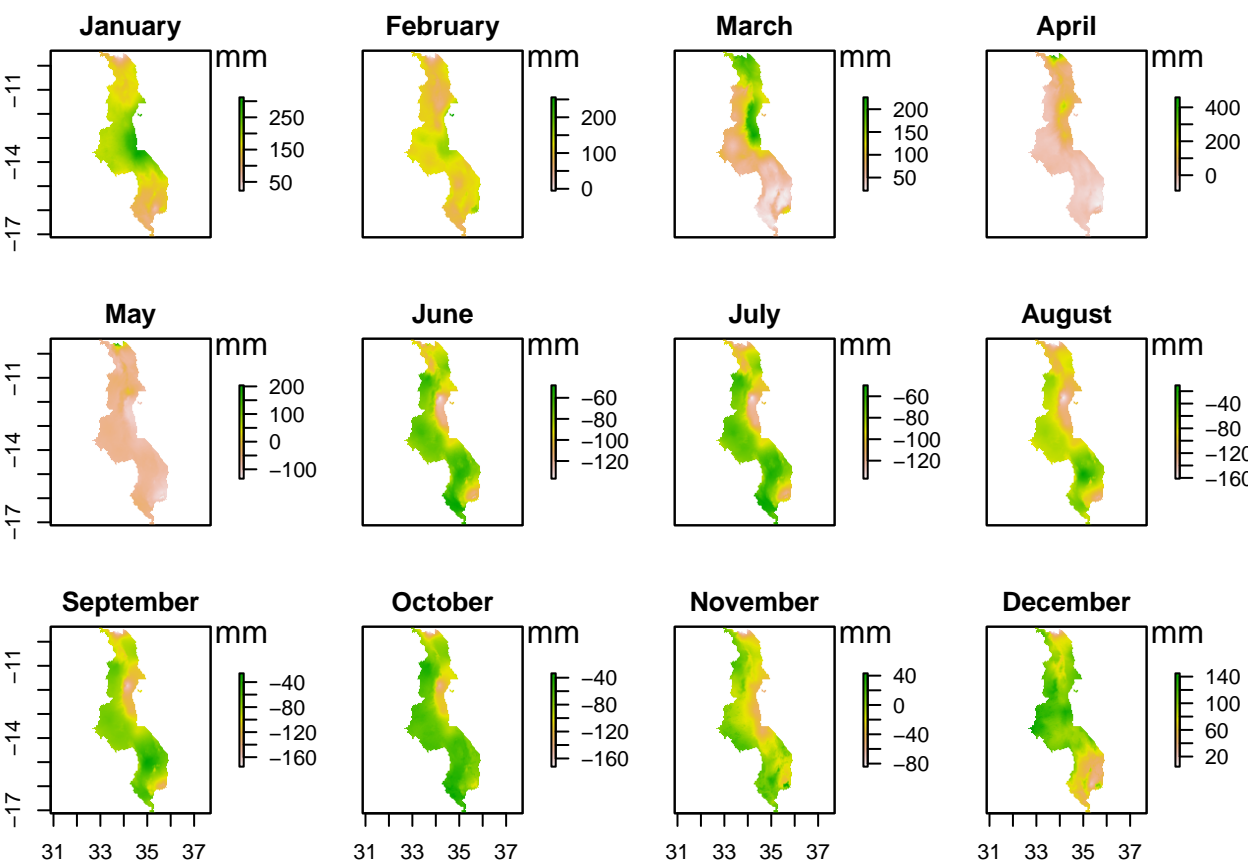 January February March April
mm mm mm mm
−11 −14 −17
250 150 50
200 100 0
200 150 100 50
400 200 0
May June July August
mm mm mm mm
−11 −14 −17
200 100 0 −100
−60 −80 −100 −120
−60 −80 −100 −120
−40 −80 −120 −160
September October November December
mm mm mm mm
−11 −14 −17
−40 −80 −120 −160
−40 −80 −120 −160
40 0 −40 −80
140 100 60 20
31 33 35 37 31 33 35 37 31 33 35 37 31 33 35 37